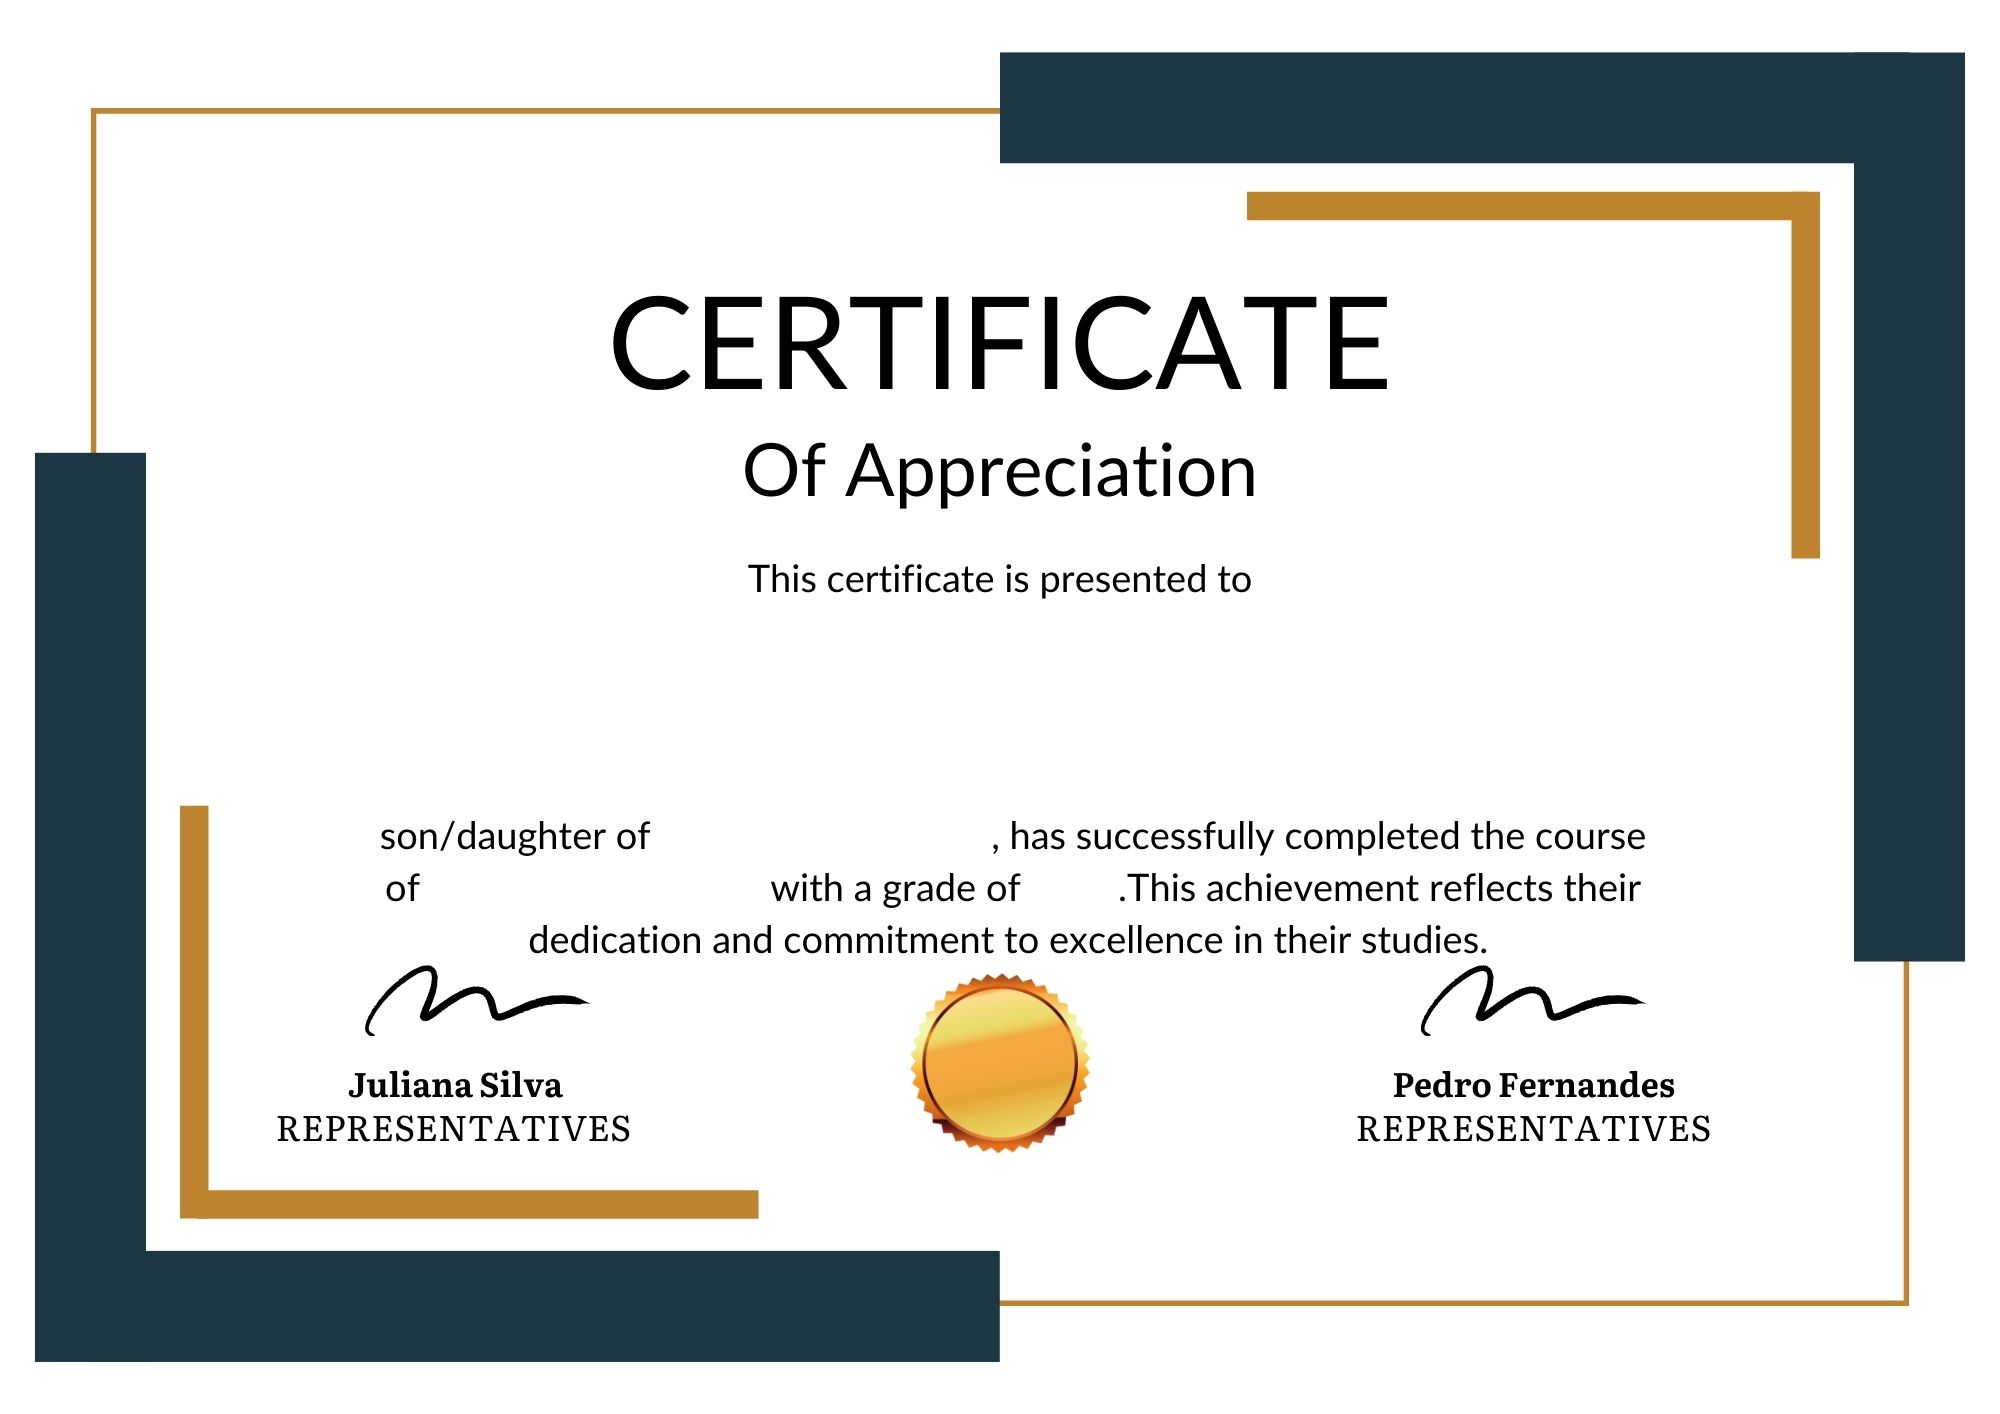 CERTIFICATE
Of Appreciation
This certificate is presented to
son/daughter of , has successfully completed the course
of with a grade of .This achievement reflects their
dedication and commitment to excellence in their studies.
Juliana Silva
REPRESENTATIVES
Pedro Fernandes
REPRESENTATIVES